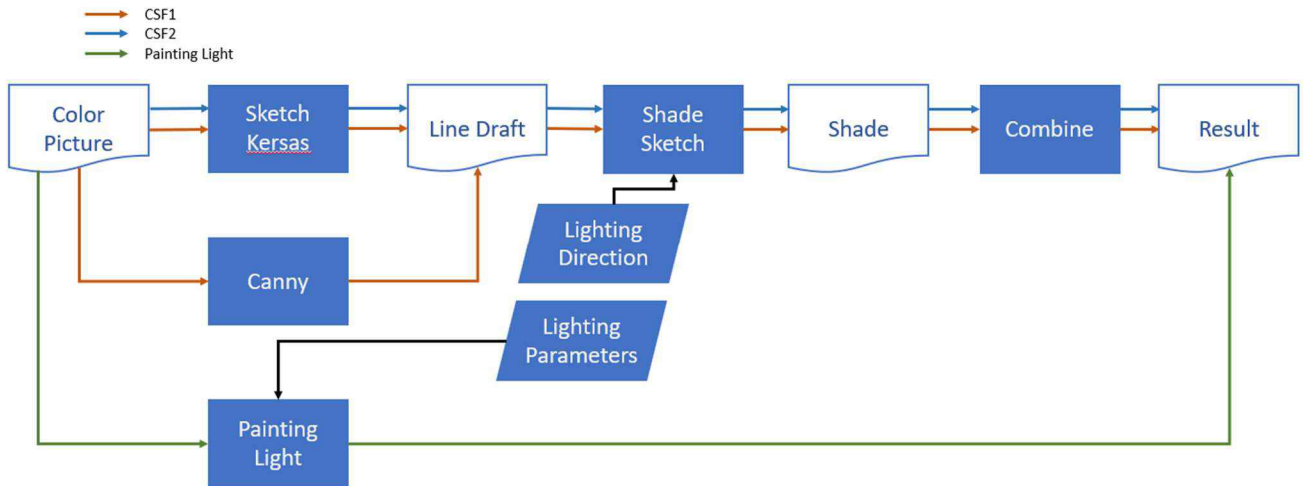 CSF1
CSF2
Painting Light
Color
Picture
Sketch
Kersas
Line Draft
Shade
Sketch
Shade
Combine
Result
Lighting
Direction
Canny
Lighting
Parameters
Painting
Light